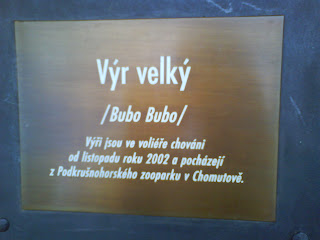 Výr velký
/Bubo Bubo/
Výři jsou ve voliéře chováni
od listopadu roku 2002 a pocházejí
z Podkrušnohorského zooparku v Chomutově.